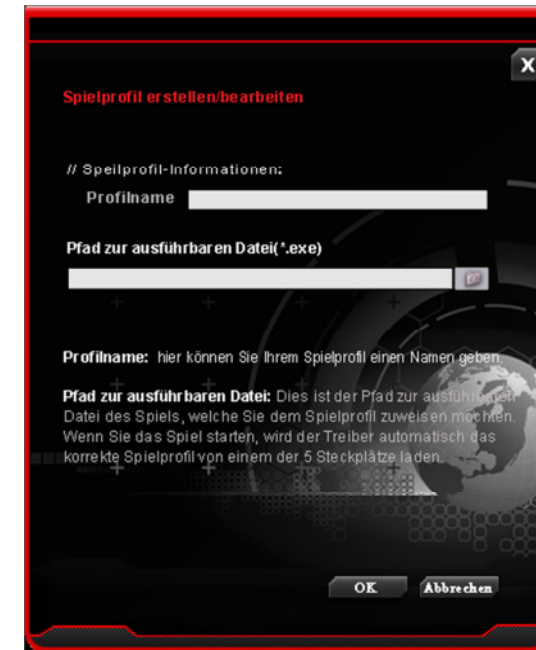 X
Spielprofil erstellen/bearbeiten
// Speilprofil-Informationen:
Profilname
Pfad zur ausführbaren Datei(*.exe)
Profilname: hier können Sie Ihrem Spielprofil einen Namen geben.
Pfad zur ausführbaren Datei: Dies ist der Pfad zur ausführbaren
Datei des Spiels, welche Sie dem Spielprofil zuweisen möchten.
Wenn Sie das Spiel starten, wird der Treiber automatisch das
korrekte Spielprofil von einem der 5 Steckplätze laden.
OK Abbrechen